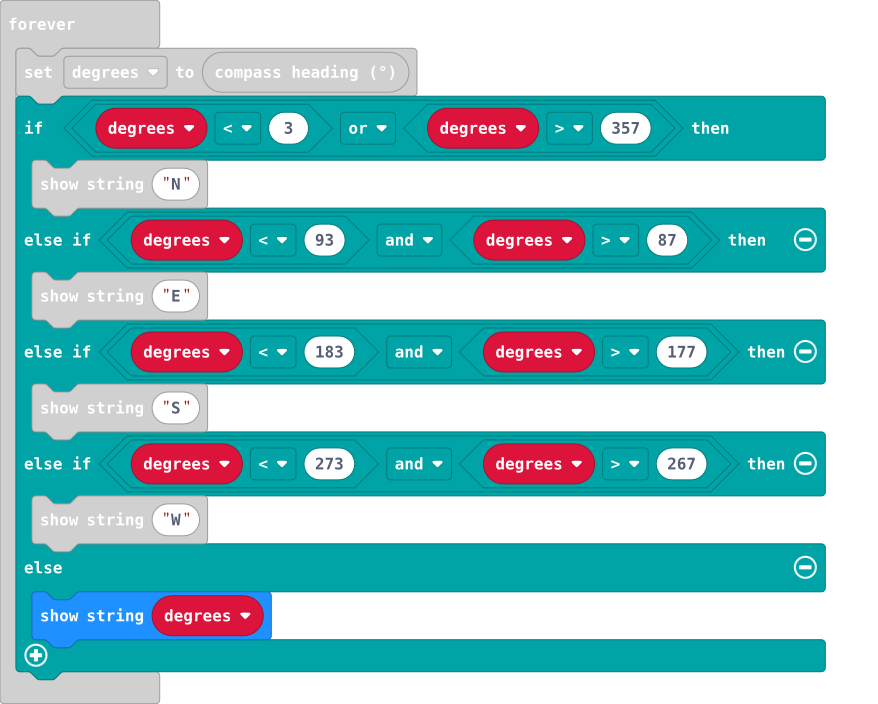 forever
set degrees to compass heading (°)
if degrees < 3 or degrees > 357 then
show string "N"
else if degrees < 93 and degrees > 87 then
show string "E"
else if degrees < 183 and degrees > 177 then
show string "S"
else if degrees < 273 and degrees > 267 then
show string "W"
else
show string degrees